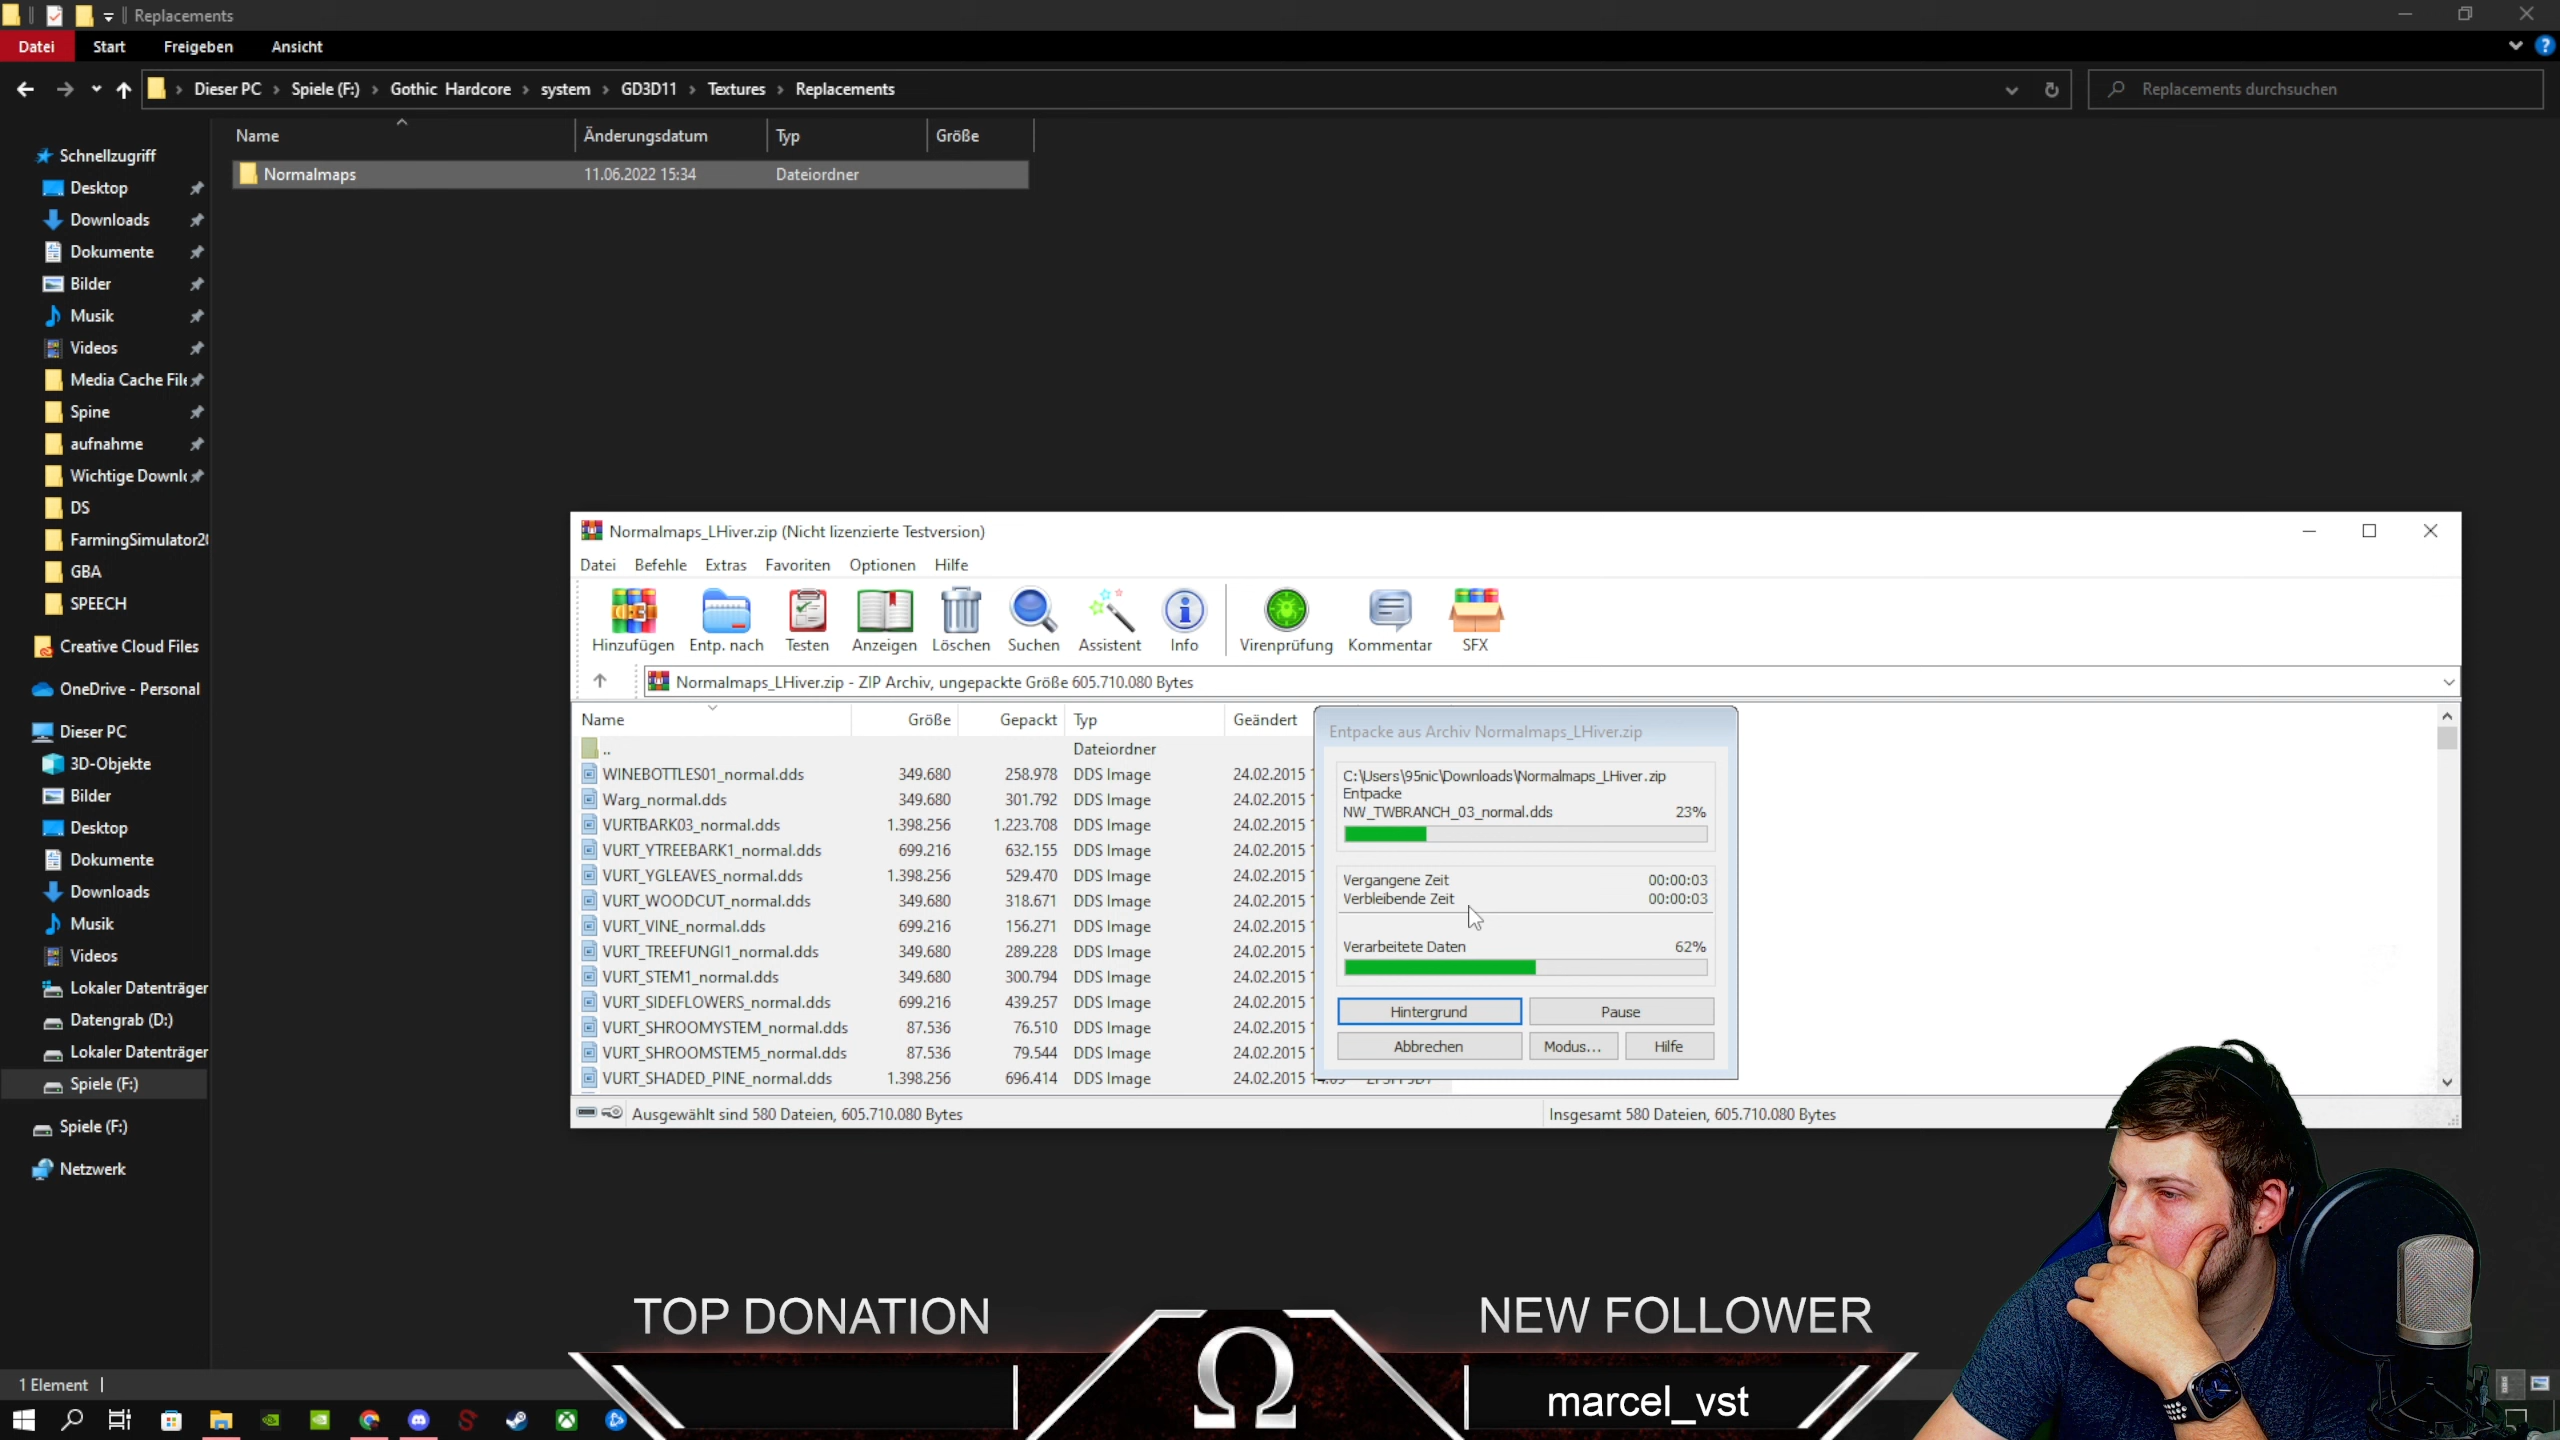 Replacements
Datei Start Freigeben Ansicht
Dieser PC Spiele (F:) Gothic Hardcore system GD3D11 Textures Replacements
Replacements durchsuchen
Name Änderungsdatum Typ Größe
Normalmaps 11.06.2022 15:34 Dateiordner
Schnellzugriff
Desktop
Downloads
Dokumente
Bilder
Musik
Videos
Media Cache File
Spine
aufnahme
Wichtige Downlo
DS
FarmingSimulator20
GBA
SPEECH
Creative Cloud Files
OneDrive - Personal
Dieser PC
3D-Objekte
Bilder
Desktop
Dokumente
Downloads
Musik
Videos
Lokaler Datenträger
Datengrab (D:)
Lokaler Datenträger
Spiele (F:)
Spiele (F:)
Netzwerk
1 Element
Normalmaps_LHiver.zip (Nicht lizenzierte Testversion)
Datei Befehle Extras Favoriten Optionen Hilfe
Hinzufügen Entp. nach Testen Anzeigen Löschen Suchen Assistent Info Virenprüfung Kommentar SFX
Normalmaps_LHiver.zip - ZIP Archiv, ungepackte Größe 605.710.080 Bytes
Name Größe Gepackt Typ Geändert
.. Dateiordner
WINEBOTTLES01_normal.dds 349.680 258.978 DDS Image 24.02.2015
Warg_normal.dds 349.680 301.792 DDS Image 24.02.2015
VURTBARK03_normal.dds 1.398.256 1.223.708 DDS Image 24.02.2015
VURT_YTREEBARK1_normal.dds 699.216 632.155 DDS Image 24.02.2015
VURT_YGLEAVES_normal.dds 1.398.256 529.470 DDS Image 24.02.2015
VURT_WOODCUT_normal.dds 349.680 318.671 DDS Image 24.02.2015
VURT_VINE_normal.dds 699.216 156.271 DDS Image 24.02.2015
VURT_TREEFUNGI1_normal.dds 349.680 289.228 DDS Image 24.02.2015
VURT_STEM1_normal.dds 349.680 300.794 DDS Image 24.02.2015
VURT_SIDEFLOWERS_normal.dds 699.216 439.257 DDS Image 24.02.2015
VURT_SHROOMYSTEM_normal.dds 87.536 76.510 DDS Image 24.02.2015
VURT_SHROOMSTEM5_normal.dds 87.536 79.544 DDS Image 24.02.2015
VURT_SHADED_PINE_normal.dds 1.398.256 696.414 DDS Image 24.02.2015
Ausgewählt sind 580 Dateien, 605.710.080 Bytes
Insgesamt 580 Dateien, 605.710.080 Bytes
Entpacke aus Archiv Normalmaps_LHiver.zip
C:\Users\95nic\Downloads\Normalmaps_LHiver.zip
Entpacke
NW_TWBRANCH_03_normal.dds 23%
Vergangene Zeit 00:00:03
Verbleibende Zeit 00:00:03
Verarbeitete Daten 62%
Hintergrund Pause
Abbrechen Modus... Hilfe
TOP DONATION
NEW FOLLOWER
Ω
marcel_vst